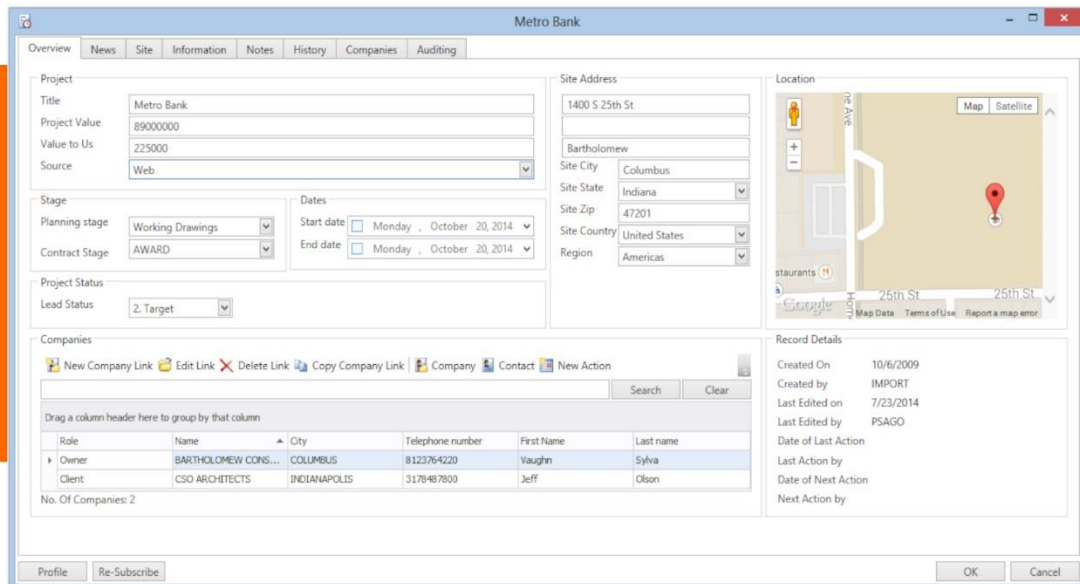 Metro Bank
Overview News Site Information Notes History Companies Auditing
Project
Title Metro Bank
Project Value 89000000
Value to Us 225000
Source Web
Stage
Planning stage Working Drawings
Contract Stage AWARD
Dates
Start date Monday , October 20, 2014
End date Monday , October 20, 2014
Project Status
Lead Status 2. Target
Site Address
1400 S 25th St
Bartholomew
Site City Columbus
Site State Indiana
Site Zip 47201
Site Country United States
Region Americas
Location
Map Satellite
ne Ave
staurants
25th St 25th St
Hom
Google Map Data Terms of Use Report a map error
Companies
New Company Link Edit Link Delete Link Copy Company Link Company Contact New Action
Search Clear
Drag a column header here to group by that column
Role Name City Telephone number First Name Last name
Owner BARTHOLOMEW CONS... COLUMBUS 8123764220 Vaughn Sylva
Client CSO ARCHITECTS INDIANAPOLIS 3178487800 Jeff Olson
No. Of Companies: 2
Record Details
Created On 10/6/2009
Created by IMPORT
Last Edited on 7/23/2014
Last Edited by PSAGO
Date of Last Action
Last Action by
Date of Next Action
Next Action by
Profile Re-Subscribe OK Cancel